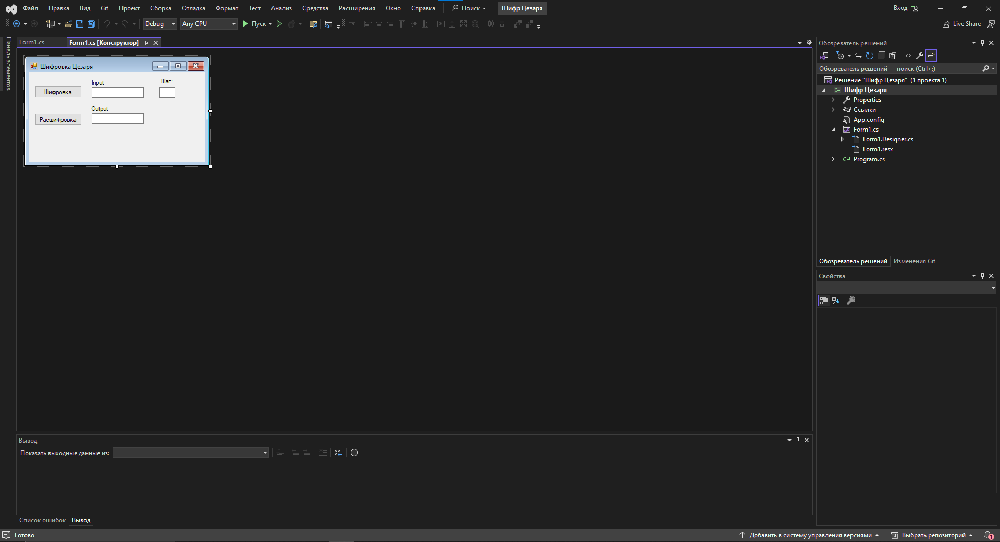 Файл Правка Вид Git Проект Сборка Отладка Формат Тест Анализ Средства Расширения Окно Справка Поиск Шифр Цезаря Вход
Debug Any CPU Пуск Live Share
Панель элементов
Form1.cs Form1.cs [Конструктор]
Шифровка Цезаря
Input Шаг:
Шифровка
Output
Расшифровка
Обозреватель решений
Обозреватель решений — поиск (Ctrl+;)
Решение "Шифр Цезаря" (1 проекта 1)
Шифр Цезаря
Properties
Ссылки
App.config
Form1.cs
Form1.Designer.cs
Form1.resx
C# Program.cs
Обозреватель решений Изменения Git
Свойства
Вывод
Показать выходные данные из:
Список ошибок Вывод
Готово Добавить в систему управления версиями Выбрать репозиторий 1